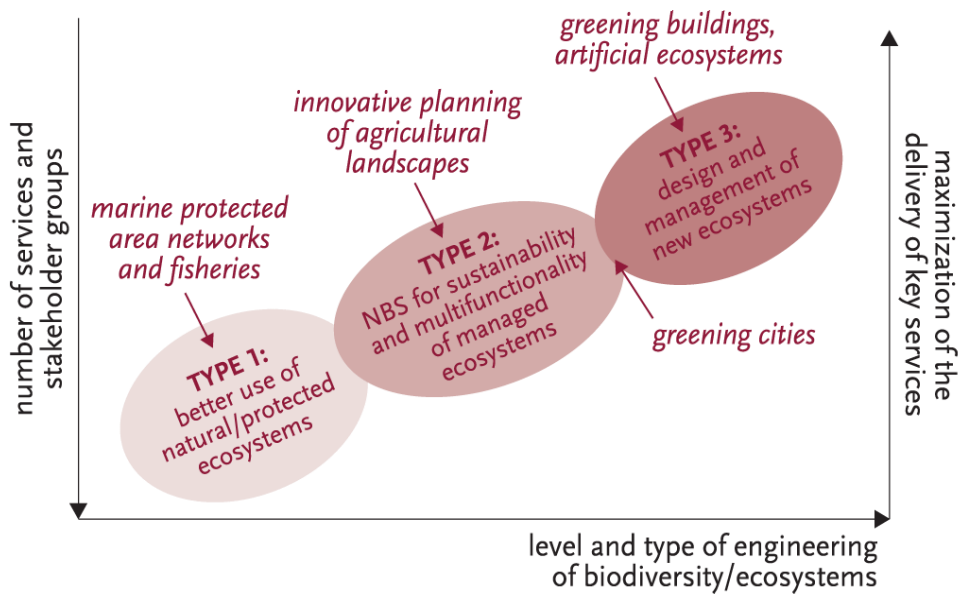 greening buildings,
artificial ecosystems
innovative planning
of agricultural
landscapes
marine protected
area networks
and fisheries
TYPE 3:
design and
management of
new ecosystems
TYPE 2:
NBS for sustainability
and multifunctionality
of managed
ecosystems
TYPE 1:
better use of
natural/protected
ecosystems
greening cities
number of services and
stakeholder groups
maximization of the
delivery of key services
level and type of engineering
of biodiversity/ecosystems